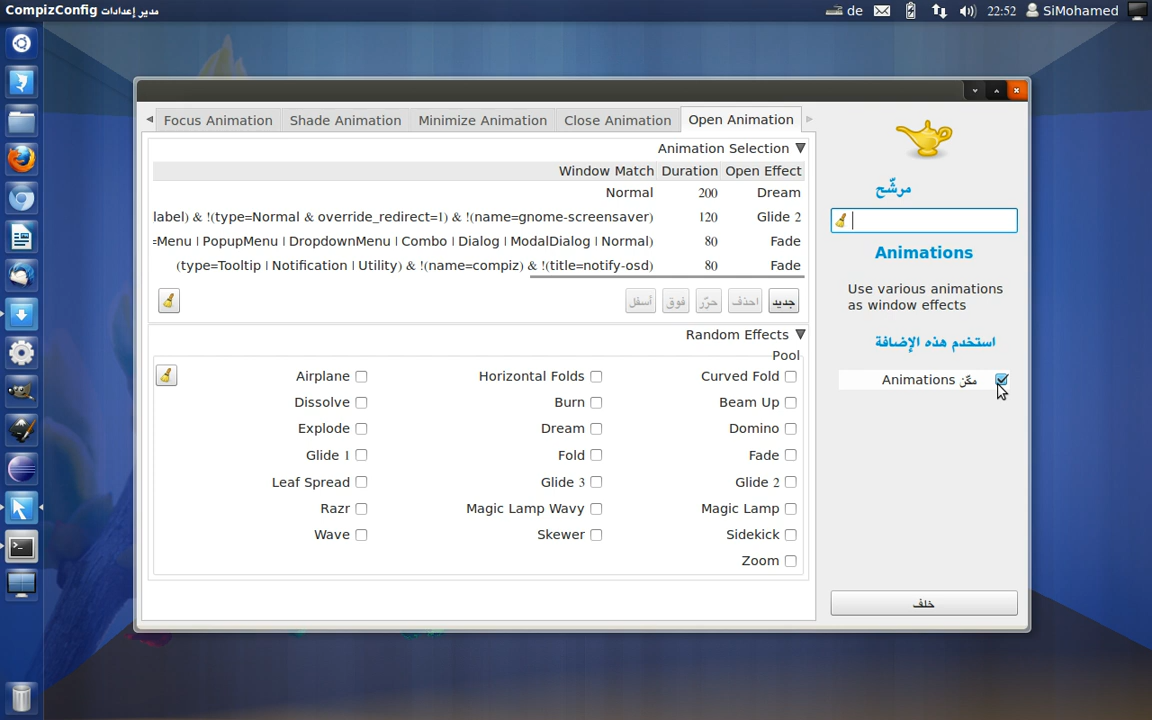 CompizConfig مدير إعدادات
de
22:52
SiMohamed
Focus Animation
Shade Animation
Minimize Animation
Close Animation
Open Animation
Animation Selection
Window Match Duration Open Effect
Normal 200 Dream
label) & !(type=Normal & override_redirect=1) & !(name=gnome-screensaver) 120 Glide 2
=Menu | PopupMenu | DropdownMenu | Combo | Dialog | ModalDialog | Normal) 80 Fade
(type=Tooltip | Notification | Utility) & !(name=compiz) & !(title=notify-osd) 80 Fade
جديد احذف حرّر فوق أسفل
Random Effects
Pool
Airplane Horizontal Folds Curved Fold
Dissolve Burn Beam Up
Explode Dream Domino
Glide 1 Fold Fade
Leaf Spread Glide 3 Glide 2
Razr Magic Lamp Wavy Magic Lamp
Wave Skewer Sidekick
Zoom
مرشّح
Animations
Use various animations
as window effects
استخدم هذه الإضافة
مكّن Animations
خلف